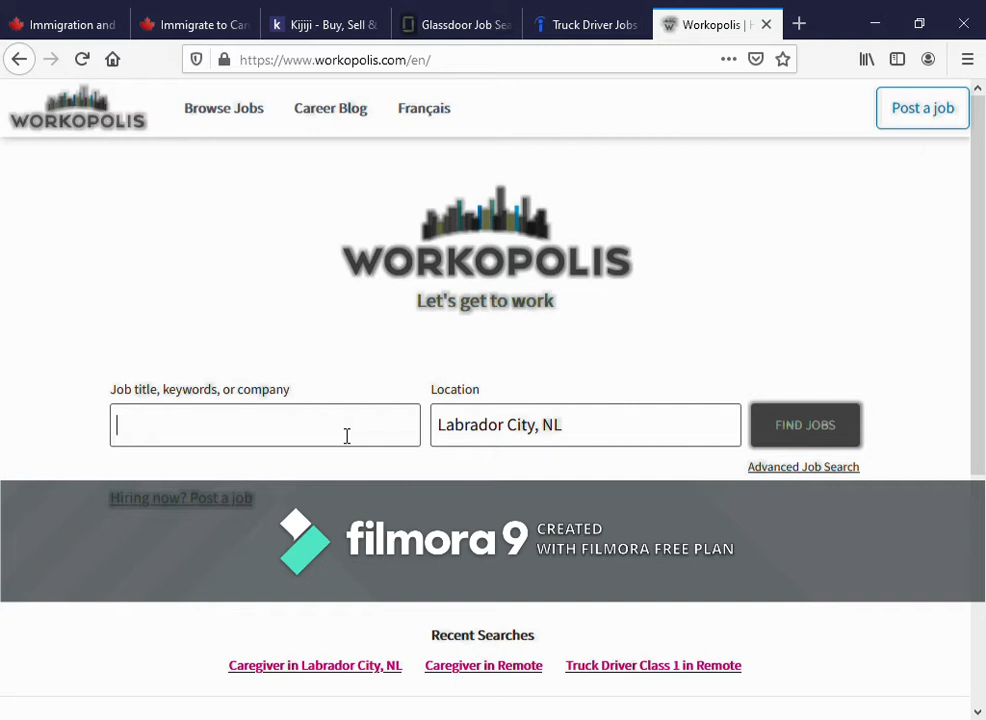 Immigration and
Immigrate to Can
Kijiji - Buy, Sell &
Glassdoor Job Sea
Truck Driver Jobs
Workopolis | H
https://www.workopolis.com/en/
WORKOPOLIS
Browse Jobs
Career Blog
Français
Post a job
WORKOPOLIS
Let's get to work
Job title, keywords, or company
Location
Labrador City, NL
FIND JOBS
Advanced Job Search
Hiring now? Post a job
filmora 9
CREATED
WITH FILMORA FREE PLAN
Recent Searches
Caregiver in Labrador City, NL
Caregiver in Remote
Truck Driver Class 1 in Remote